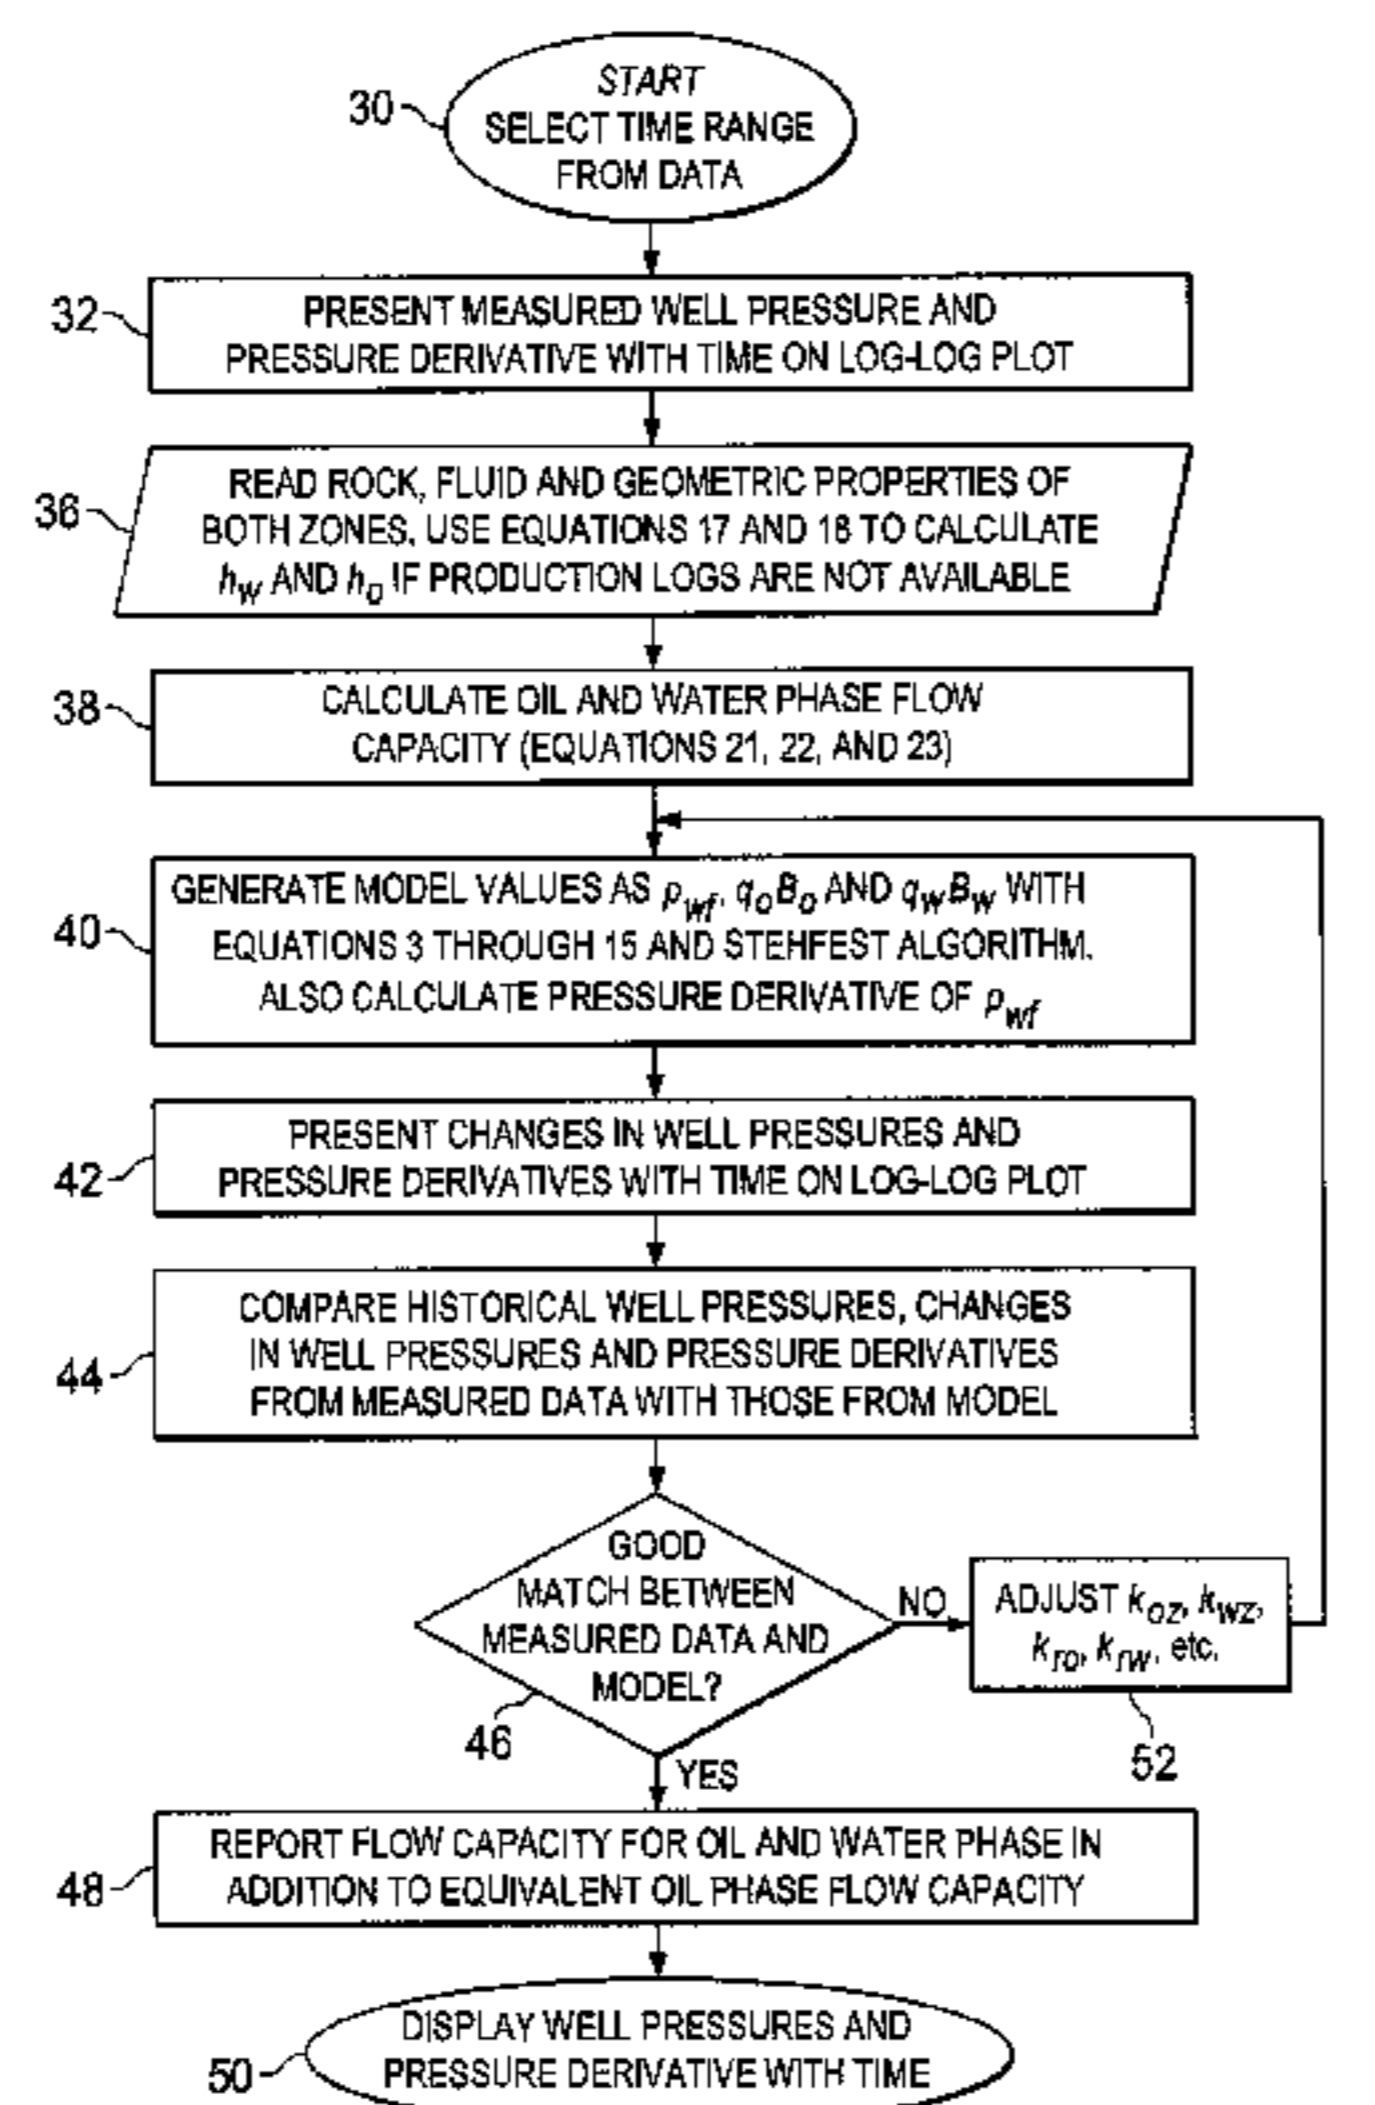 START
30
SELECT TIME RANGE
FROM DATA
32
PRESENT MEASURED WELL PRESSURE AND
PRESSURE DERIVATIVE WITH TIME ON LOG-LOG PLOT
36
READ ROCK, FLUID AND GEOMETRIC PROPERTIES OF
BOTH ZONES, USE EQUATIONS 17 AND 18 TO CALCULATE
hw AND ho IF PRODUCTION LOGS ARE NOT AVAILABLE
38
CALCULATE OIL AND WATER PHASE FLOW
CAPACITY (EQUATIONS 21, 22, AND 23)
40
GENERATE MODEL VALUES AS pwf, qoBo AND qwBw WITH
EQUATIONS 3 THROUGH 15 AND STEHFEST ALGORITHM.
ALSO CALCULATE PRESSURE DERIVATIVE OF pwf
42
PRESENT CHANGES IN WELL PRESSURES AND
PRESSURE DERIVATIVES WITH TIME ON LOG-LOG PLOT
44
COMPARE HISTORICAL WELL PRESSURES, CHANGES
IN WELL PRESSURES AND PRESSURE DERIVATIVES
FROM MEASURED DATA WITH THOSE FROM MODEL
GOOD
MATCH BETWEEN
MEASURED DATA AND
MODEL?
46
NO
ADJUST koz, kwz,
kro, krw, etc.
52
YES
48
REPORT FLOW CAPACITY FOR OIL AND WATER PHASE IN
ADDITION TO EQUIVALENT OIL PHASE FLOW CAPACITY
50
DISPLAY WELL PRESSURES AND
PRESSURE DERIVATIVE WITH TIME